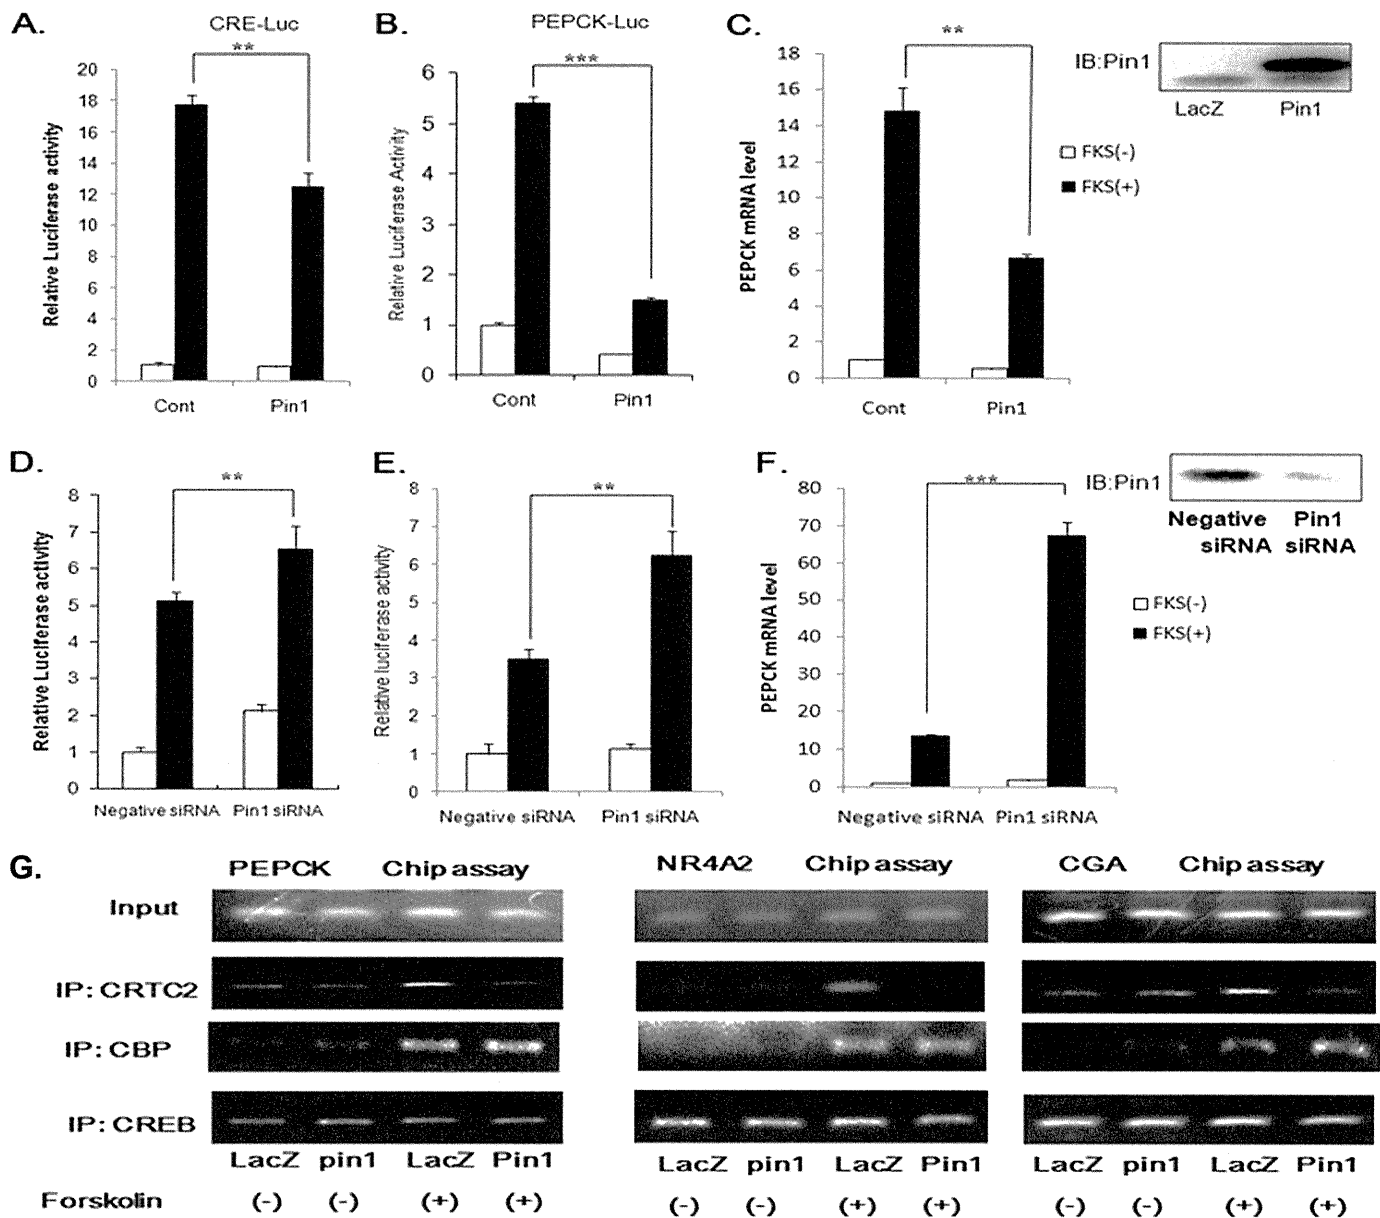 A.
CRE-Luc
**
Relative Luciferase activity
20
18
16
14
12
10
8
6
4
2
0
Cont
Pin1
B.
PEPCK-Luc
***
Relative Luciferase Activity
6
5
4
3
2
1
0
Cont
Pin1
C.
**
PEPCK mRNA level
18
16
14
12
10
8
6
4
2
0
Cont
Pin1
IB:Pin1
LacZ
Pin1
FKS(-)
FKS(+)
D.
**
Relative Luciferase activity
8
7
6
5
4
3
2
1
0
Negative siRNA
Pin1 siRNA
E.
**
Relative luciferase activity
8
7
6
5
4
3
2
1
0
Negative siRNA
Pin1 siRNA
F.
***
PEPCK mRNA level
80
70
60
50
40
30
20
10
0
Negative siRNA
Pin1 siRNA
IB:Pin1
Negative siRNA
Pin1 siRNA
FKS(-)
FKS(+)
G.
PEPCK Chip assay
NR4A2 Chip assay
CGA Chip assay
Input
IP: CRTC2
IP: CBP
IP: CREB
LacZ pin1 LacZ Pin1
LacZ pin1 LacZ Pin1
LacZ pin1 LacZ Pin1
Forskolin (-) (-) (+) (+)
(-) (-) (+) (+)
(-) (-) (+) (+)